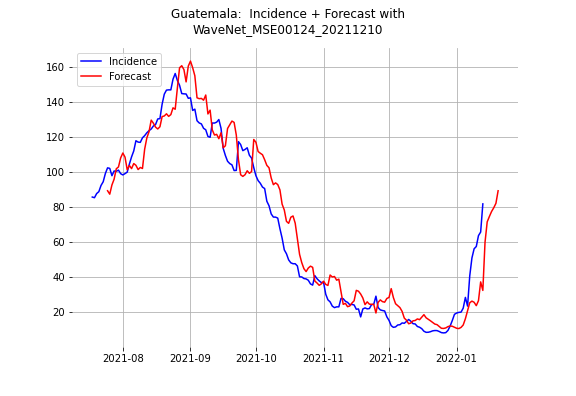 Guatemala:  Incidence + Forecast with
WaveNet_MSE00124_20211210
Incidence
Forecast
160
140
120
100
80
60
40
20
2021-08 2021-09 2021-10 2021-11 2021-12 2022-01